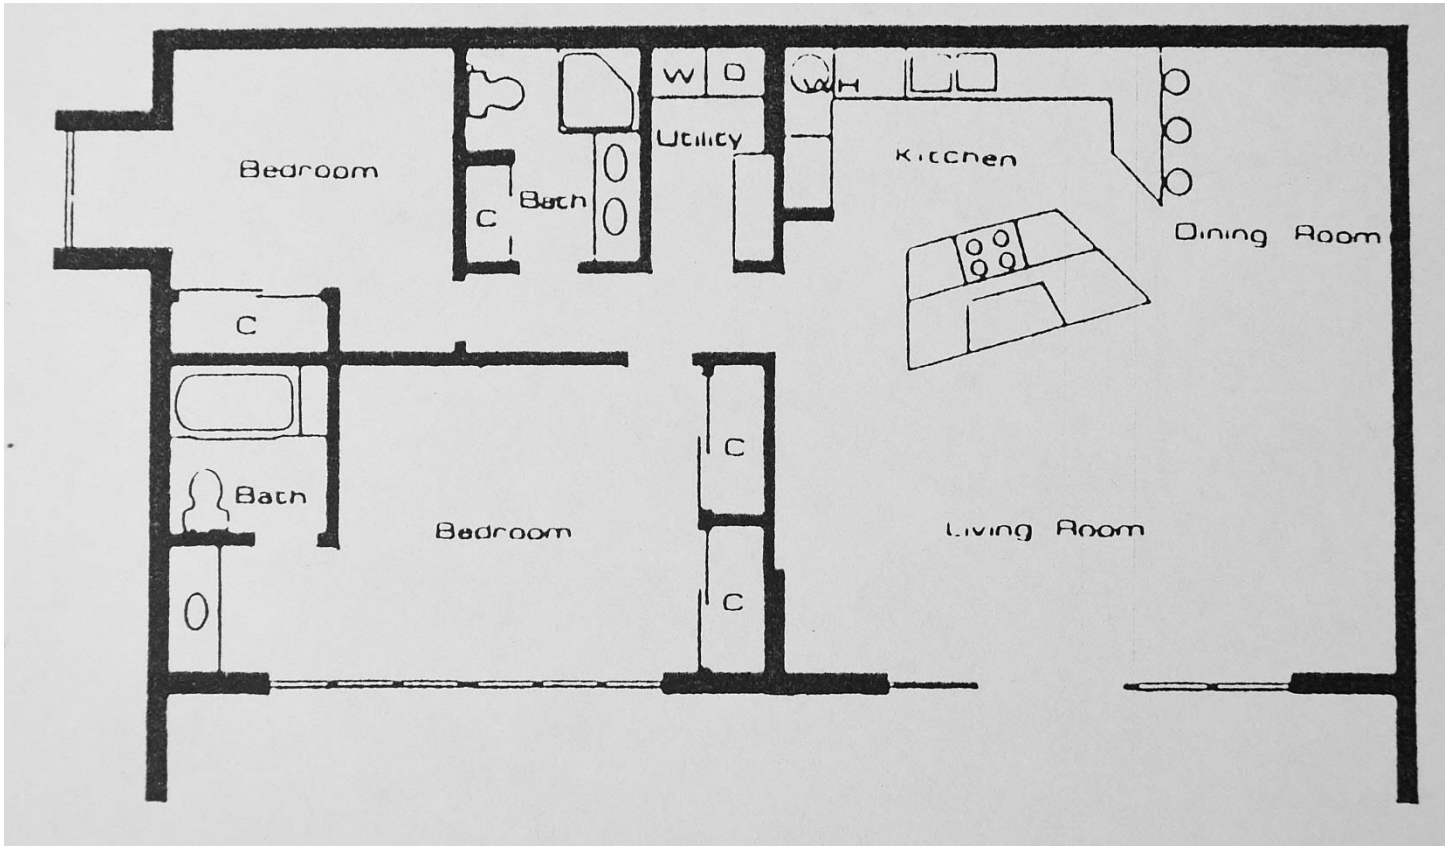 W D
WH
Utility
Kitchen
Bedroom
Bath
C
Dining Room
C
C
Bath
Bedroom
Living Room
C